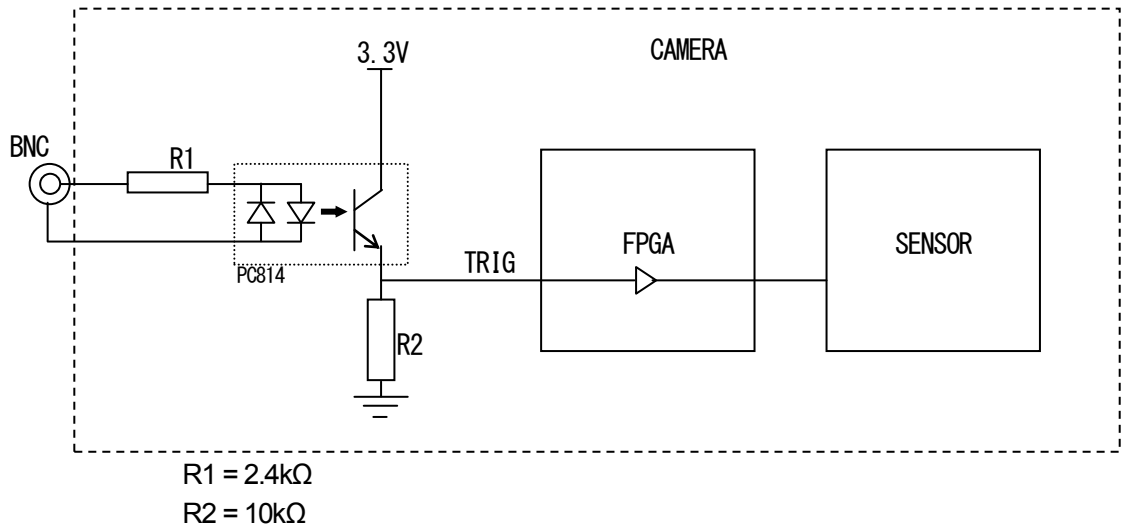 CAMERA
3.3V
BNC
R1
PC814
TRIG
FPGA
SENSOR
R2
R1 = 2.4kΩ
R2 = 10kΩ